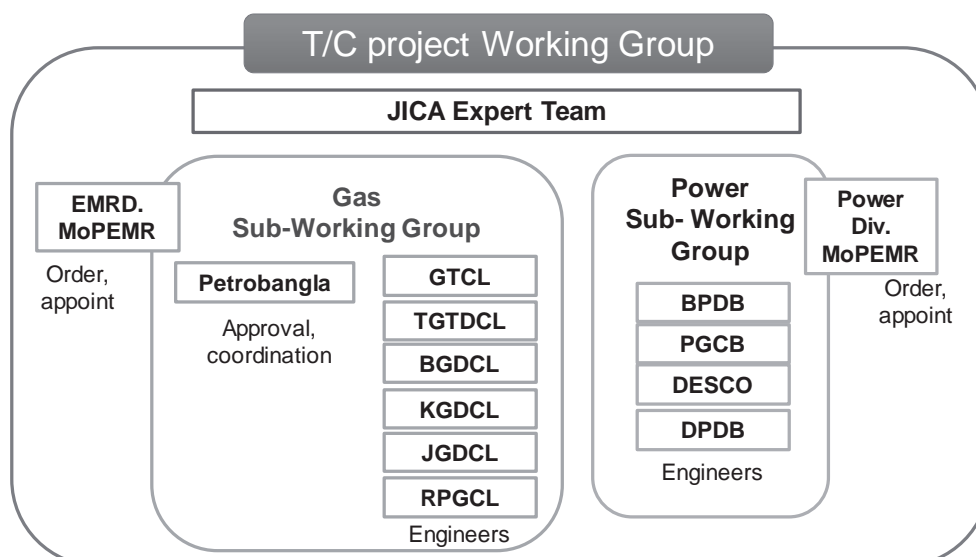 T/C project Working Group
JICA Expert Team
EMRD.
MoPEMR
Order,
appoint
Gas
Sub-Working Group
Petrobangla
Approval,
coordination
GTCL
TGTDCL
BGDCL
KGDCL
JGDCL
RPGCL
Engineers
Power
Sub- Working
Group
BPDB
PGCB
DESCO
DPDB
Engineers
Power
Div.
MoPEMR
Order,
appoint